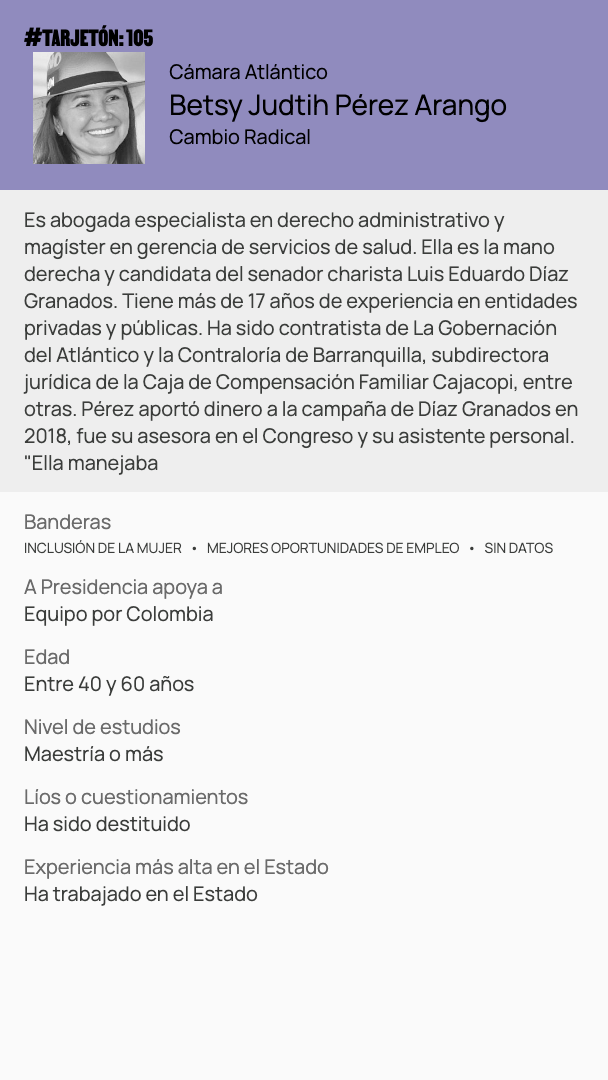 #TARJETÓN: 105
Cámara Atlántico
Betsy Judtih Pérez Arango
Cambio Radical
Es abogada especialista en derecho administrativo y
magíster en gerencia de servicios de salud. Ella es la mano
derecha y candidata del senador charista Luis Eduardo Díaz
Granados. Tiene más de 17 años de experiencia en entidades
privadas y públicas. Ha sido contratista de La Gobernación
del Atlántico y la Contraloría de Barranquilla, subdirectora
jurídica de la Caja de Compensación Familiar Cajacopi, entre
otras. Pérez aportó dinero a la campaña de Díaz Granados en
2018, fue su asesora en el Congreso y su asistente personal.
"Ella manejaba
Banderas
INCLUSIÓN DE LA MUJER • MEJORES OPORTUNIDADES DE EMPLEO • SIN DATOS
A Presidencia apoya a
Equipo por Colombia
Edad
Entre 40 y 60 años
Nivel de estudios
Maestría o más
Líos o cuestionamientos
Ha sido destituido
Experiencia más alta en el Estado
Ha trabajado en el Estado